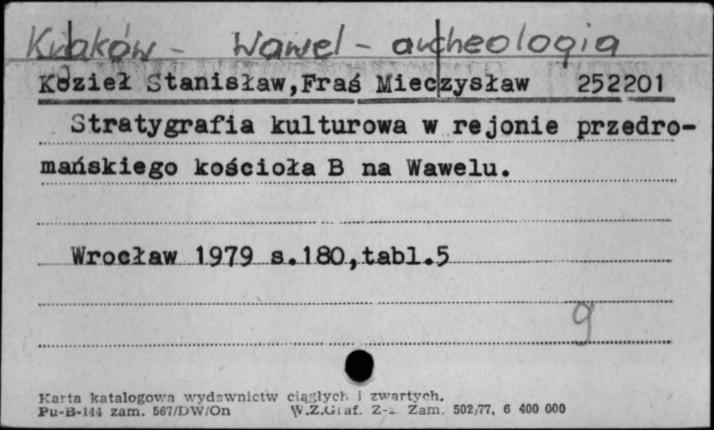 Kraków - Wawel - archeologia
Kozieł Stanisław,Fraś Mieczysław 252201
Stratygrafia kulturowa w rejonie przedro-
mańskiego kościoła B na Wawelu.
Wrocław 1979 s.180,tabl.5
9
Karta katalogowa wydawnictw ciągłych i zwartych.
Pu-B-144 zam. 567/DW/On W.Z.Graf. Z-2 Zam. 502/77, 6 400 000